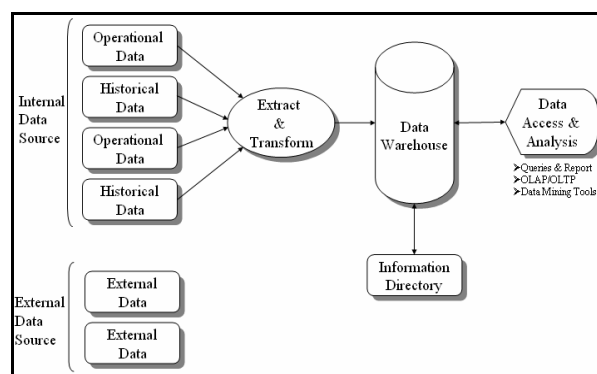 Internal
Data
Source
Operational
Data
Historical
Data
Operational
Data
Historical Data
Extract
&
Transform
Data
Warehouse
Data
Access &
Analysis
➢Queries & Report
➢OLAP/OLTP
➢Data Mining Tools
Information
Directory
External
Data
Source
External
Data
External
Data